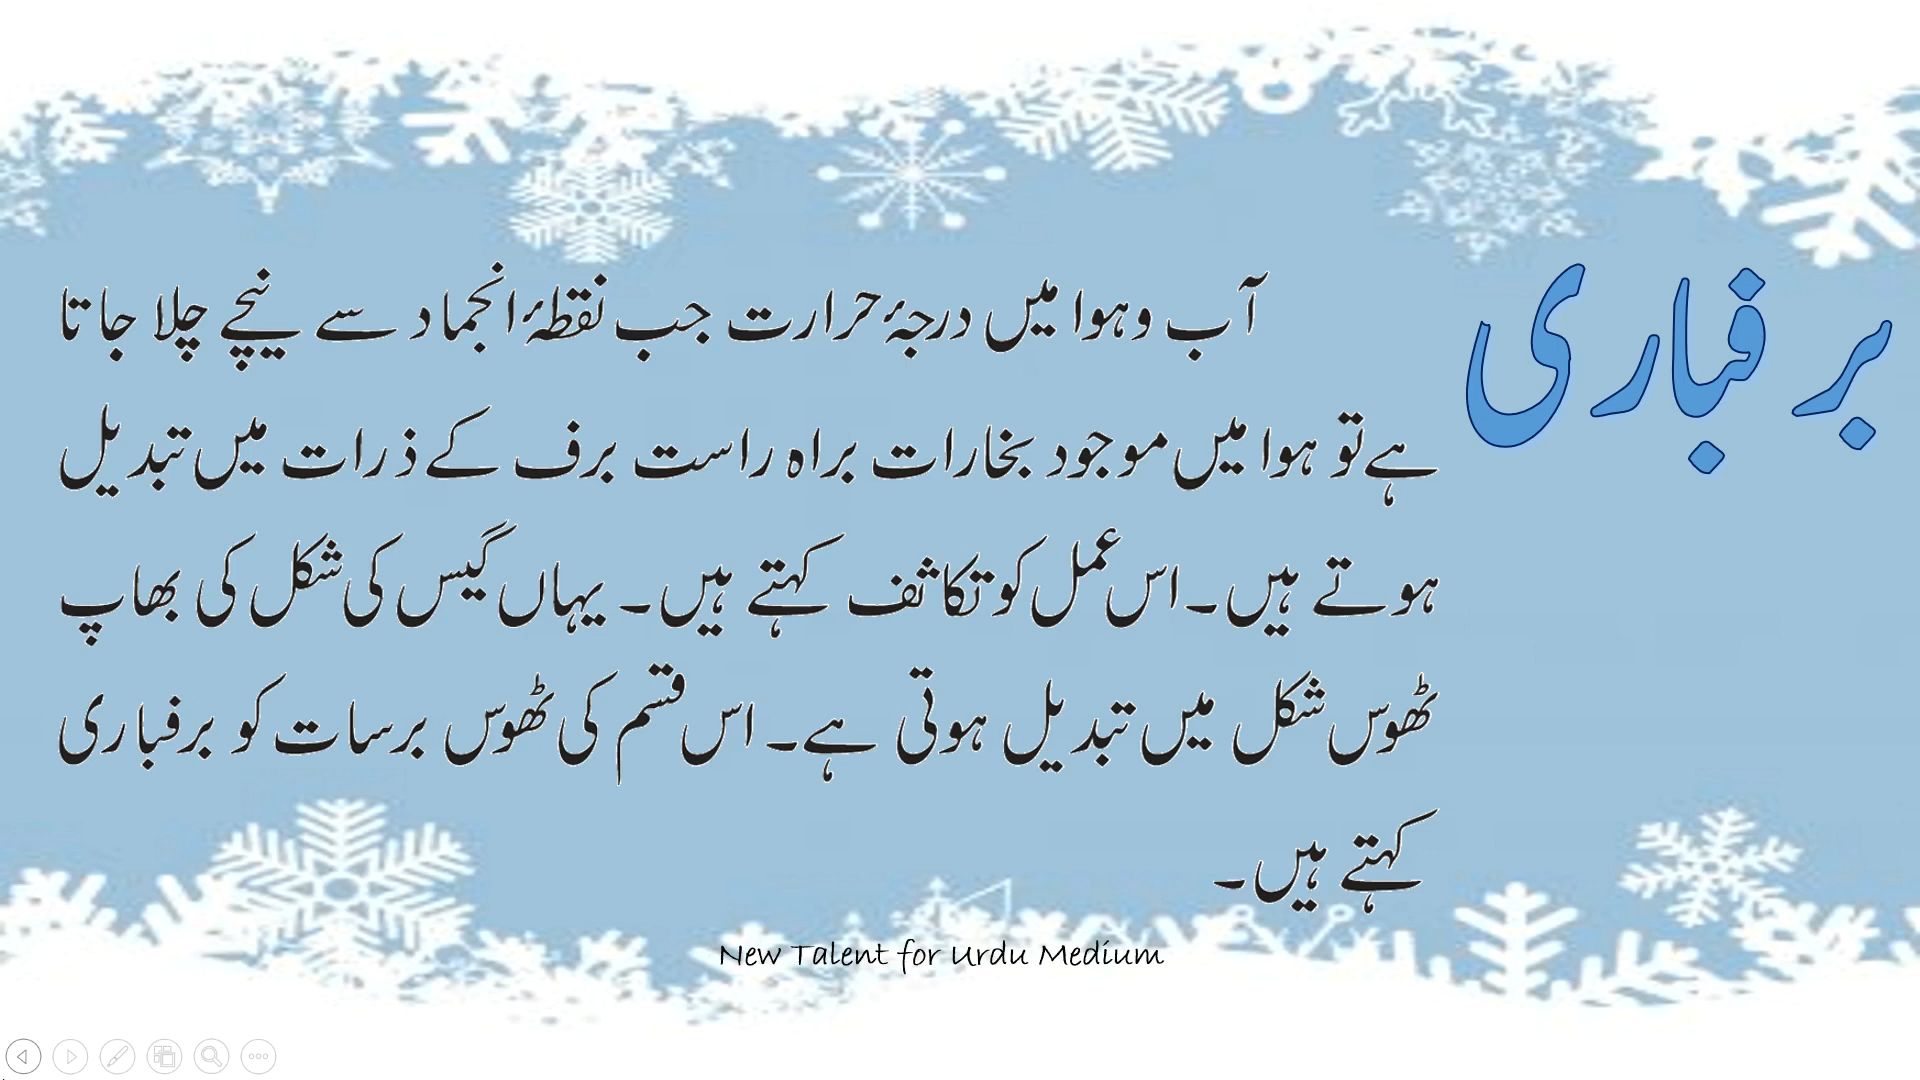 برفباری
آب وہوا میں درجۂ حرارت جب نقطۂ انجماد سے نیچے چلا جاتا
ہے تو ہوا میں موجود بخارات براہ راست برف کے ذرات میں تبدیل
ہوتے ہیں۔ اس عمل کو تکاثف کہتے ہیں۔ یہاں گیس کی شکل کی بھاپ
ٹھوس شکل میں تبدیل ہوتی ہے۔ اس قسم کی ٹھوس برسات کو برفباری
کہتے ہیں۔
New Talent for Urdu Medium